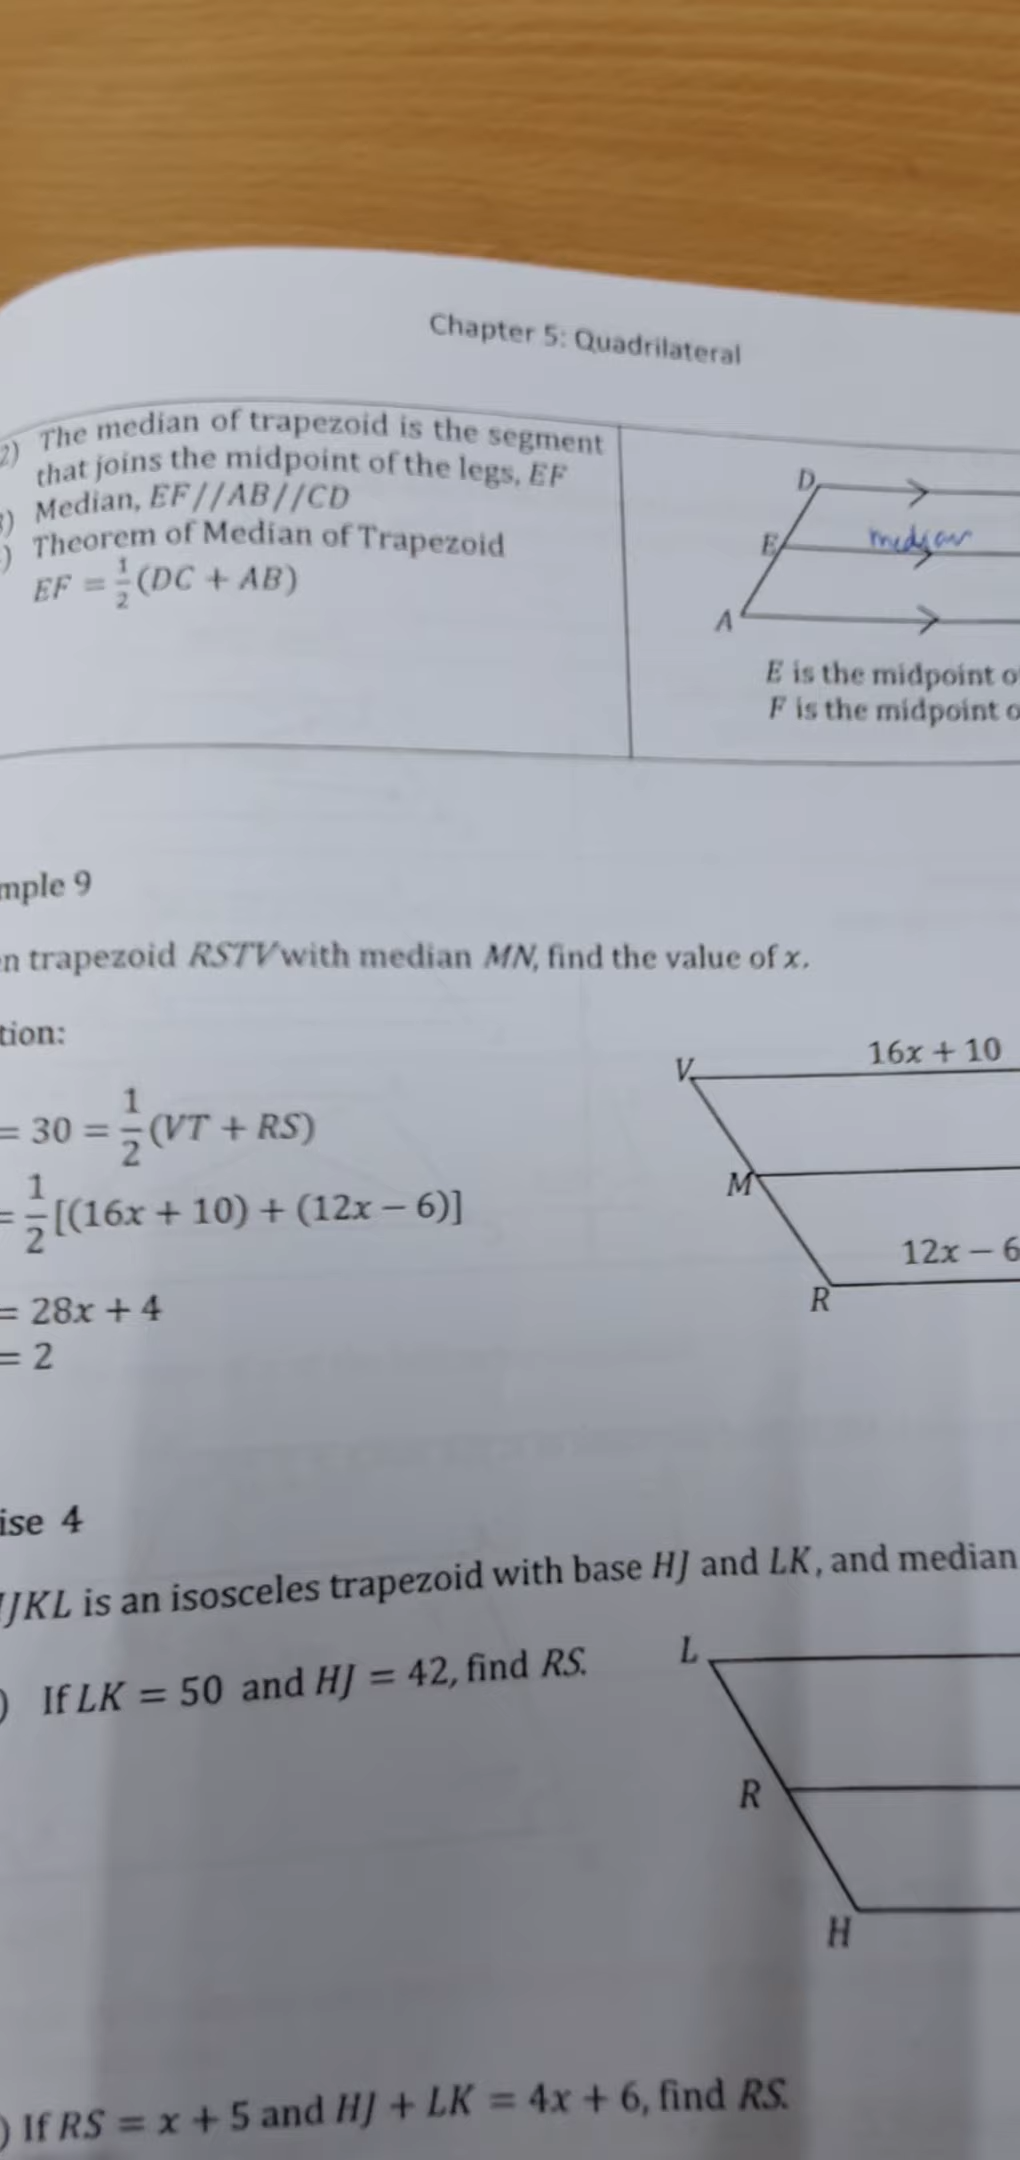 Chapter 5: Quadrilateral
2) The median of trapezoid is the segment
that joins the midpoint of the legs, EF
) Median, EF//AB//CD
) Theorem of Median of Trapezoid
EF = 1/2 (DC + AB)
D
E
median
A
E is the midpoint o
F is the midpoint o
mple 9
n trapezoid RSTV with median MN, find the value of x.
tion:
= 30 = 1/2 (VT + RS)
= 1/2 [(16x + 10) + (12x – 6)]
= 28x + 4
= 2
V
16x + 10
M
12x – 6
R
ise 4
JKL is an isosceles trapezoid with base HJ and LK, and median
) If LK = 50 and HJ = 42, find RS.
L
R
H
) If RS = x + 5 and HJ + LK = 4x + 6, find RS.